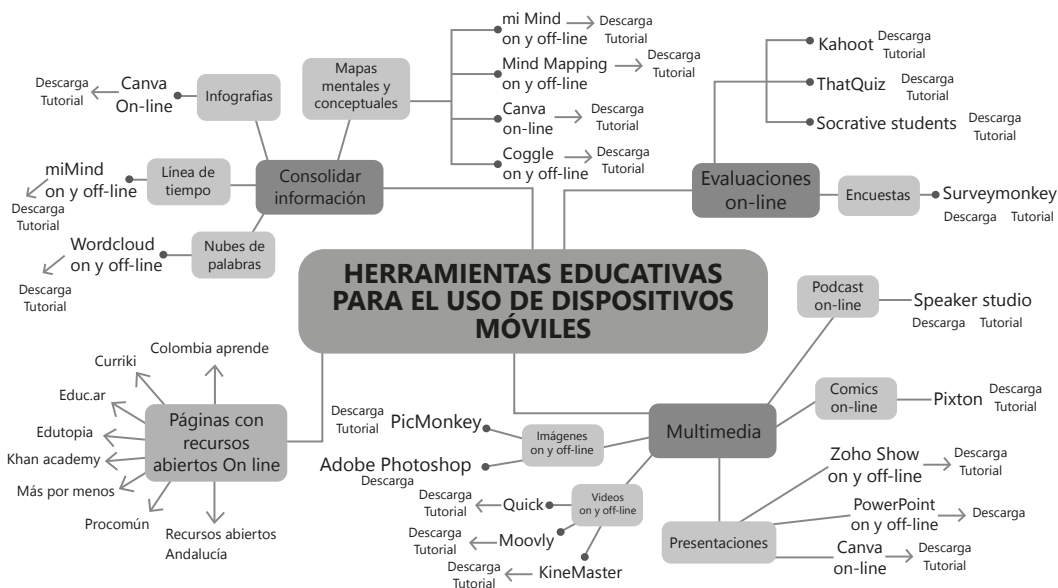 HERRAMIENTAS EDUCATIVAS
PARA EL USO DE DISPOSITIVOS
MÓVILES
Consolidar
información
Infografias
Canva
On-line
Descarga
Tutorial
Mapas
mentales y
conceptuales
mi Mind
on y off-line
Descarga
Tutorial
Mind Mapping
on y off-line
Descarga
Tutorial
Canva
on-line
Descarga
Tutorial
Coggle
on y off-line
Descarga
Tutorial
Línea de
tiempo
miMind
on y off-line
Descarga
Tutorial
Nubes de
palabras
Wordcloud
on y off-line
Descarga
Tutorial
Evaluaciones
on-line
Kahoot
Descarga
Tutorial
ThatQuiz
Descarga
Tutorial
Socrative students
Descarga
Tutorial
Encuestas
Surveymonkey
Descarga Tutorial
Páginas con
recursos
abiertos On line
Colombia aprende
Curriki
Educ.ar
Edutopia
Khan academy
Más por menos
Procomún
Recursos abiertos
Andalucía
Multimedia
Podcast
on-line
Speaker studio
Descarga Tutorial
Comics
on-line
Pixton
Descarga
Tutorial
Imágenes
on y off-line
PicMonkey
Descarga
Tutorial
Adobe Photoshop
Descarga
Videos
on y off-line
Quick
Descarga
Tutorial
Moovly
Descarga
Tutorial
KineMaster
Descarga
Tutorial
Presentaciones
Zoho Show
on y off-line
Descarga
Tutorial
PowerPoint
on y off-line
Descarga
Canva
on-line
Descarga
Tutorial